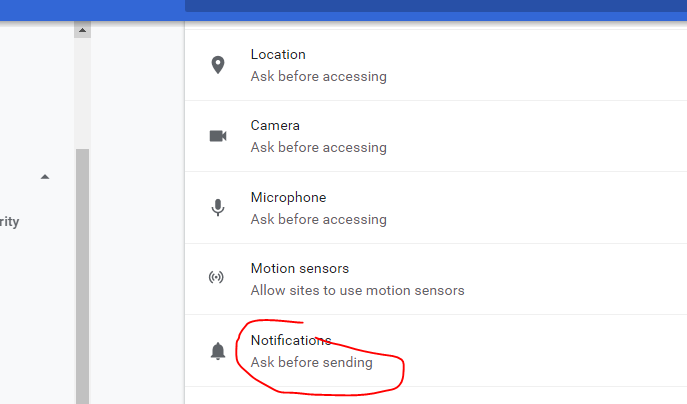 Location
Ask before accessing
Camera
Ask before accessing
Microphone
Ask before accessing
rity
Motion sensors
Allow sites to use motion sensors
Notifications
Ask before sending